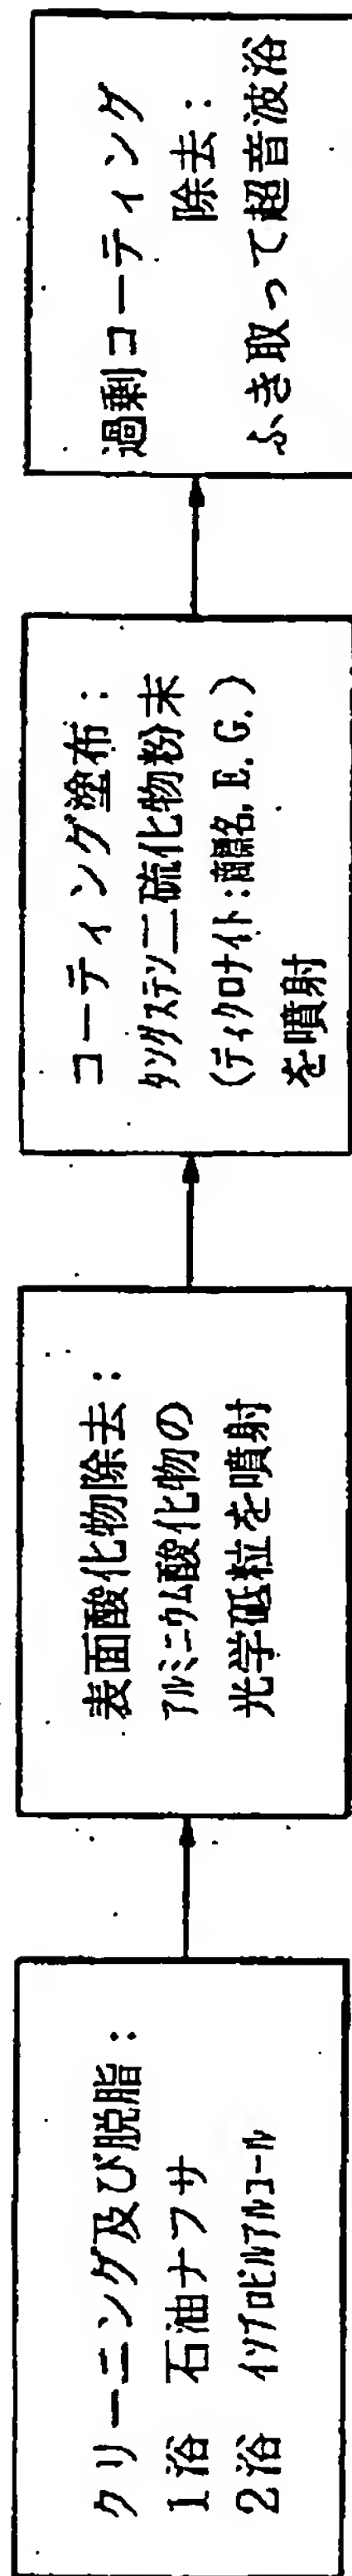 クリーニング及び脱脂：
1浴 石油ナフサ
2浴 イソプロピルアルコール
表面酸化物除去：
アルミニウム酸化物の
光学砥粒を噴射
コーティング塗布：
タングステン二硫化物粉末
(ディクロナイト：商標名, E. G.)
を噴射
過剰コーティング
除去：
ふき取って超音波浴